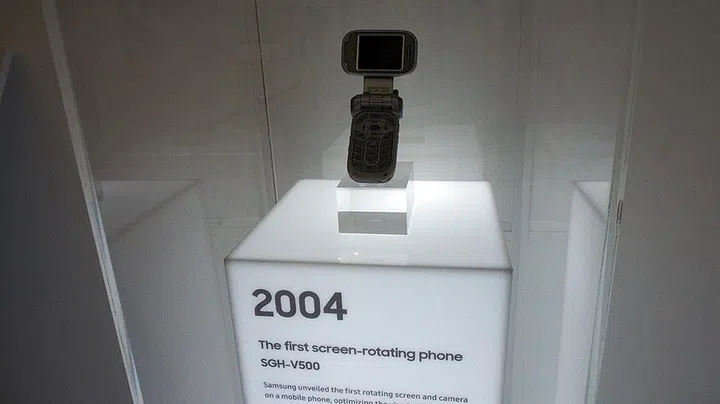 2004
The first screen-rotating phone
SGH-V500
Samsung unveiled the first rotating screen and camera
on a mobile phone, optimizing the